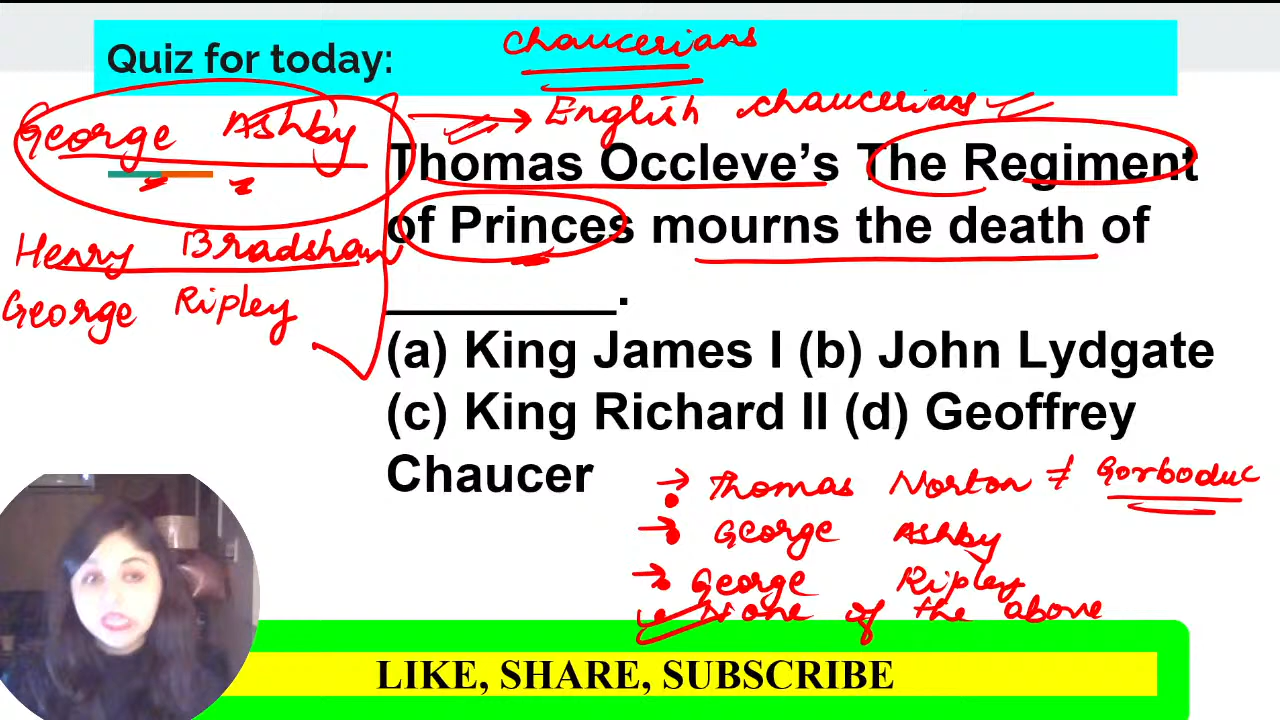 Quiz for today:
chaucerians
English chaucerians
George Ashby
Henry Bradshaw
George Ripley
Thomas Occleve’s The Regiment
of Princes mourns the death of
________.
(a) King James I (b) John Lydgate
(c) King Richard II (d) Geoffrey
Chaucer
Thomas Norton ≠ Gorboduc
George Ashby
George Ripley
None of the above
LIKE, SHARE, SUBSCRIBE